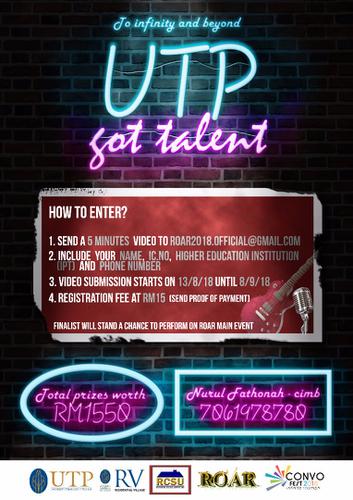 To infinity and beyond
UTP
got talent
HOW TO ENTER?
1. SEND A 5 MINUTES VIDEO TO ROAR2018.OFFICIAL@GMAIL.COM
2. INCLUDE YOUR NAME, IC.NO, HIGHER EDUCATION INSTITUTION
(IPT) AND PHONE NUMBER
3. VIDEO SUBMISSION STARTS ON 13/8/18 UNTIL 8/9/18
4. REGISTRATION FEE AT RM15 (SEND PROOF OF PAYMENT)
FINALIST WILL STAND A CHANCE TO PERFORM ON ROAR MAIN EVENT
Total prizes worth
RM1550
Nurul Fathonah - cimb
7061978780
UTP
RV
RESIDENTIAL VILLAGE
RCSU
ROAR
CONVO
FEST